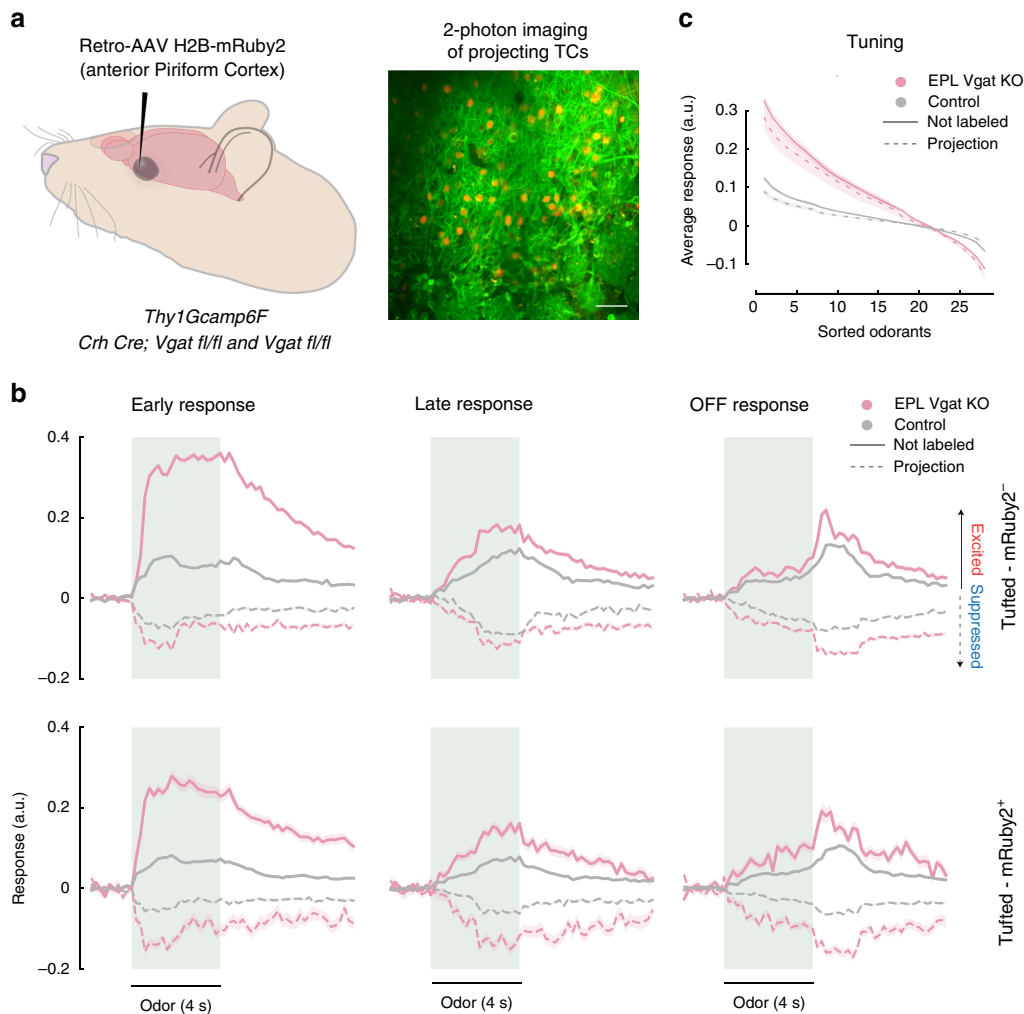 a
Retro-AAV H2B-mRuby2
(anterior Piriform Cortex)
Thy1Gcamp6F
Crh Cre; Vgat fl/fl and Vgat fl/fl
2-photon imaging
of projecting TCs
c
Tuning
EPL Vgat KO
Control
Not labeled
Projection
Average response (a.u.)
0.3
0.2
0.1
0
–0.1
0 5 10 15 20 25
Sorted odorants
b
Early response
Late response
OFF response
EPL Vgat KO
Control
Not labeled
Projection
0.4
0.2
0
–0.2
Excited
Suppressed
Tufted - mRuby2–
0.4
0.2
0
–0.2
Response (a.u.)
Tufted - mRuby2+
Odor (4 s)
Odor (4 s)
Odor (4 s)